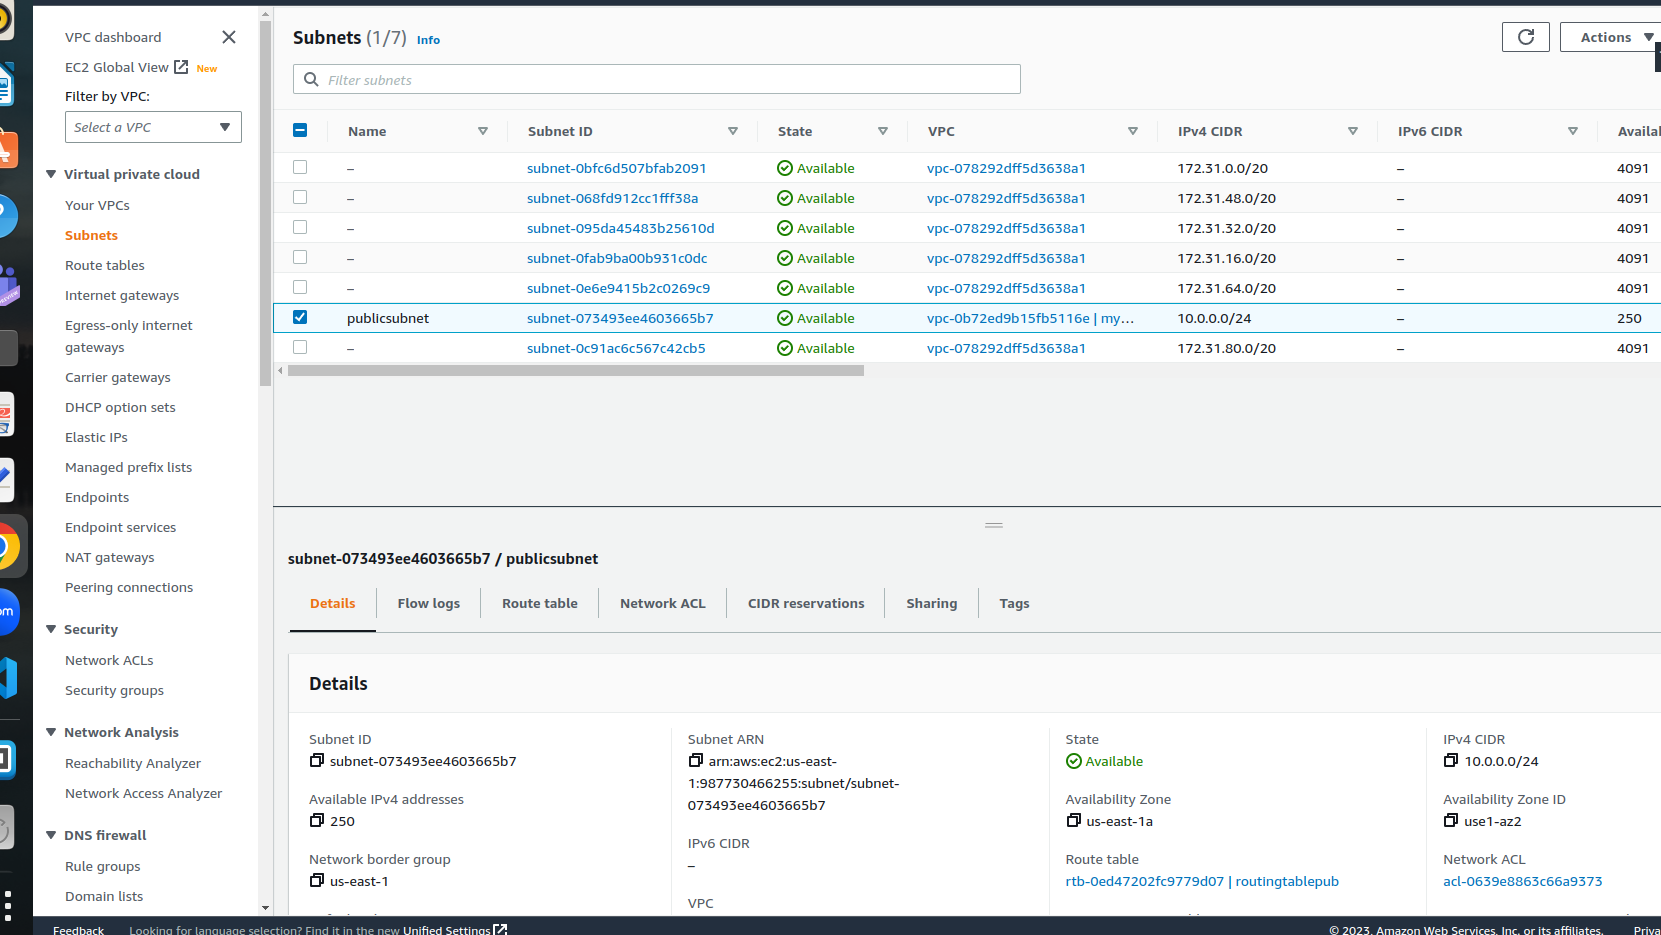 VPC dashboard
EC2 Global View New
Filter by VPC:
Select a VPC
Virtual private cloud
Your VPCs
Subnets
Route tables
Internet gateways
Egress-only internet
gateways
Carrier gateways
DHCP option sets
Elastic IPs
Managed prefix lists
Endpoints
Endpoint services
NAT gateways
Peering connections
Security
Network ACLs
Security groups
Network Analysis
Reachability Analyzer
Network Access Analyzer
DNS firewall
Rule groups
Domain lists
Subnets (1/7) Info
Actions
Filter subnets
Name Subnet ID State VPC IPv4 CIDR IPv6 CIDR Availal
– subnet-0bfc6d507bfab2091 Available vpc-078292dff5d3638a1 172.31.0.0/20 – 4091
– subnet-068fd912cc1fff38a Available vpc-078292dff5d3638a1 172.31.48.0/20 – 4091
– subnet-095da45483b25610d Available vpc-078292dff5d3638a1 172.31.32.0/20 – 4091
– subnet-0fab9ba00b931c0dc Available vpc-078292dff5d3638a1 172.31.16.0/20 – 4091
– subnet-0e6e9415b2c0269c9 Available vpc-078292dff5d3638a1 172.31.64.0/20 – 4091
publicsubnet subnet-073493ee4603665b7 Available vpc-0b72ed9b15fb5116e | my... 10.0.0.0/24 – 250
– subnet-0c91ac6c567c42cb5 Available vpc-078292dff5d3638a1 172.31.80.0/20 – 4091
subnet-073493ee4603665b7 / publicsubnet
Details Flow logs Route table Network ACL CIDR reservations Sharing Tags
Details
Subnet ID
subnet-073493ee4603665b7
Available IPv4 addresses
250
Network border group
us-east-1
Subnet ARN
arn:aws:ec2:us-east-
1:987730466255:subnet/subnet-
073493ee4603665b7
IPv6 CIDR
–
VPC
State
Available
Availability Zone
us-east-1a
Route table
rtb-0ed47202fc9779d07 | routingtablepub
IPv4 CIDR
10.0.0.0/24
Availability Zone ID
use1-az2
Network ACL
acl-0639e8863c66a9373
Feedback Looking for language selection? Find it in the new Unified Settings © 2023, Amazon Web Services, Inc. or its affiliates. Priva